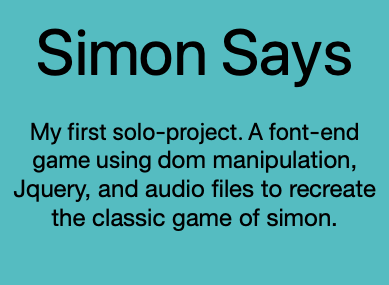 Simon Says
My first solo-project. A font-end
game using dom manipulation,
Jquery, and audio files to recreate
the classic game of simon.